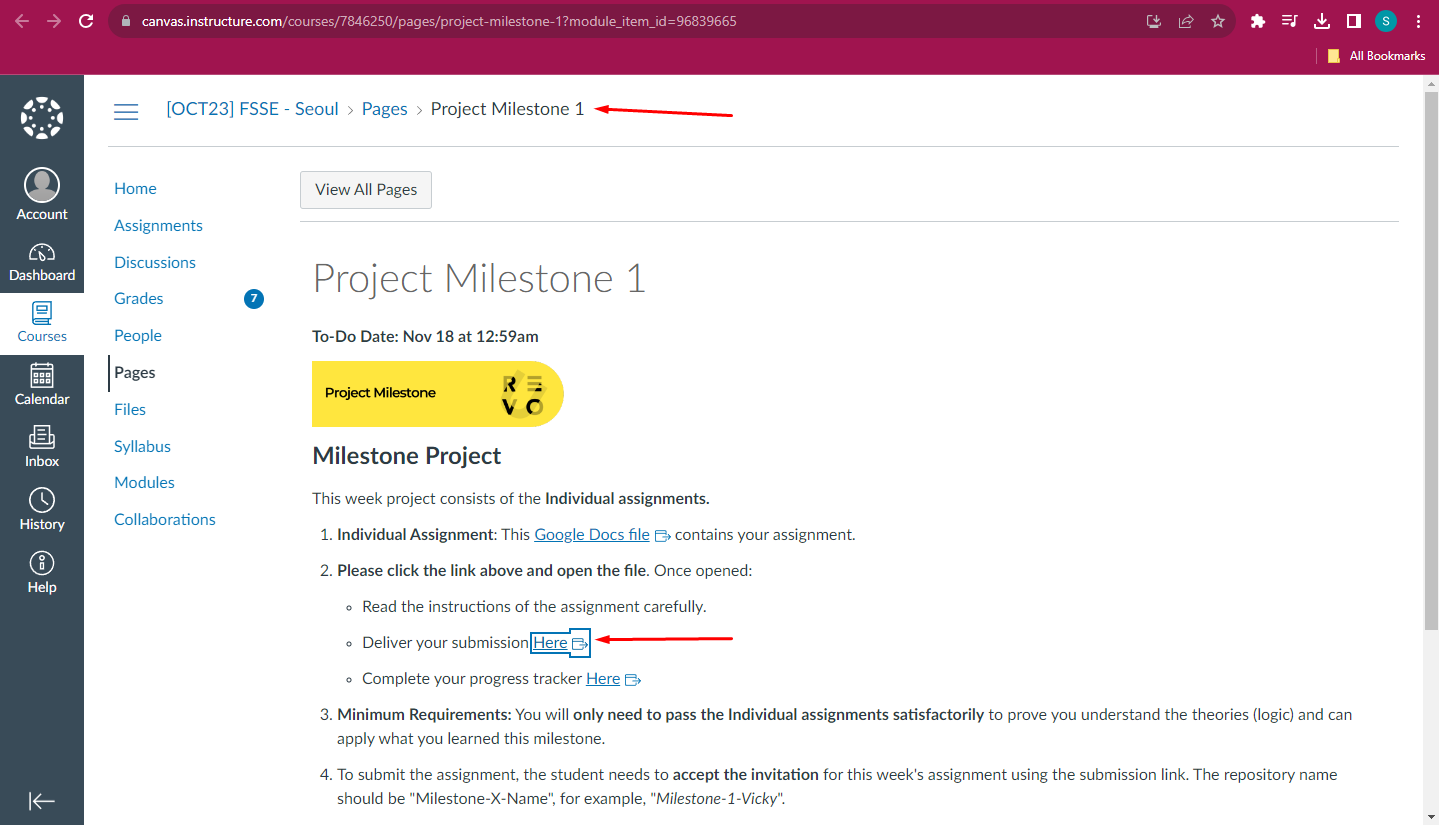 canvas.instructure.com/courses/7846250/pages/project-milestone-1?module_item_id=96839665
S
All Bookmarks
[OCT23] FSSE - Seoul › Pages › Project Milestone 1
Account
Dashboard
Courses
Calendar
Inbox
History
Help
Home
Assignments
Discussions
Grades 7
People
Pages
Files
Syllabus
Modules
Collaborations
View All Pages
Project Milestone 1
To-Do Date: Nov 18 at 12:59am
Project Milestone
RE
VO
Milestone Project
This week project consists of the Individual assignments.
1. Individual Assignment: This Google Docs file contains your assignment.
2. Please click the link above and open the file. Once opened:
◦ Read the instructions of the assignment carefully.
◦ Deliver your submission Here
◦ Complete your progress tracker Here
3. Minimum Requirements: You will only need to pass the Individual assignments satisfactorily to prove you understand the theories (logic) and can
apply what you learned this milestone.
4. To submit the assignment, the student needs to accept the invitation for this week's assignment using the submission link. The repository name
should be "Milestone-X-Name", for example, "Milestone-1-Vicky".